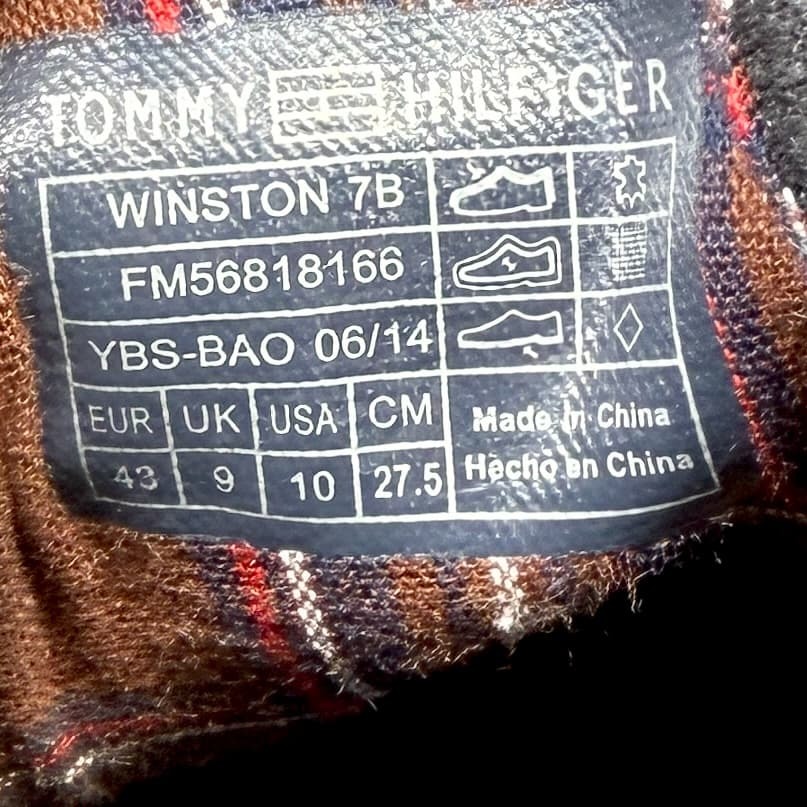 TOMMY HILFIGER
WINSTON 7B
FM56818166
YBS-BAO 06/14
EUR UK USA CM
43 9 10 27.5
Made in China
Hecho en China